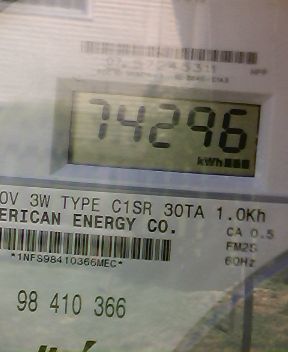 74296
kWh
0V 3W TYPE C1SR 30TA 1.0Kh
ERICAN ENERGY CO.
CA 0.5
FM2S
60Hz
*1NFS98410366MEC*
98 410 366